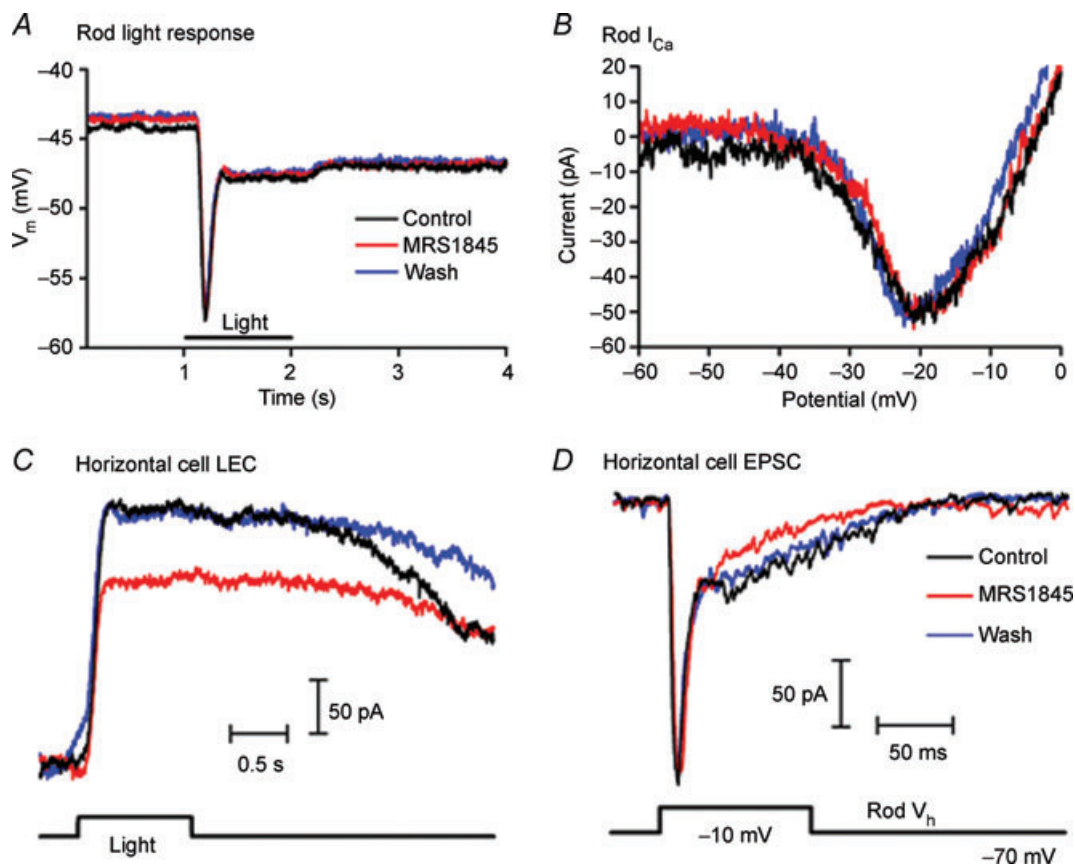 A Rod light response
–40
–45
–50
–55
–60
Vm (mV)
Control
MRS1845
Wash
Light
0 1 2 3 4
Time (s)
B Rod ICa
20
10
0
–10
–20
–30
–40
–50
–60
Current (pA)
–60 –50 –40 –30 –20 –10 0
Potential (mV)
C Horizontal cell LEC
50 pA
0.5 s
Light
D Horizontal cell EPSC
Control
MRS1845
Wash
50 pA
50 ms
Rod Vh
–10 mV
–70 mV